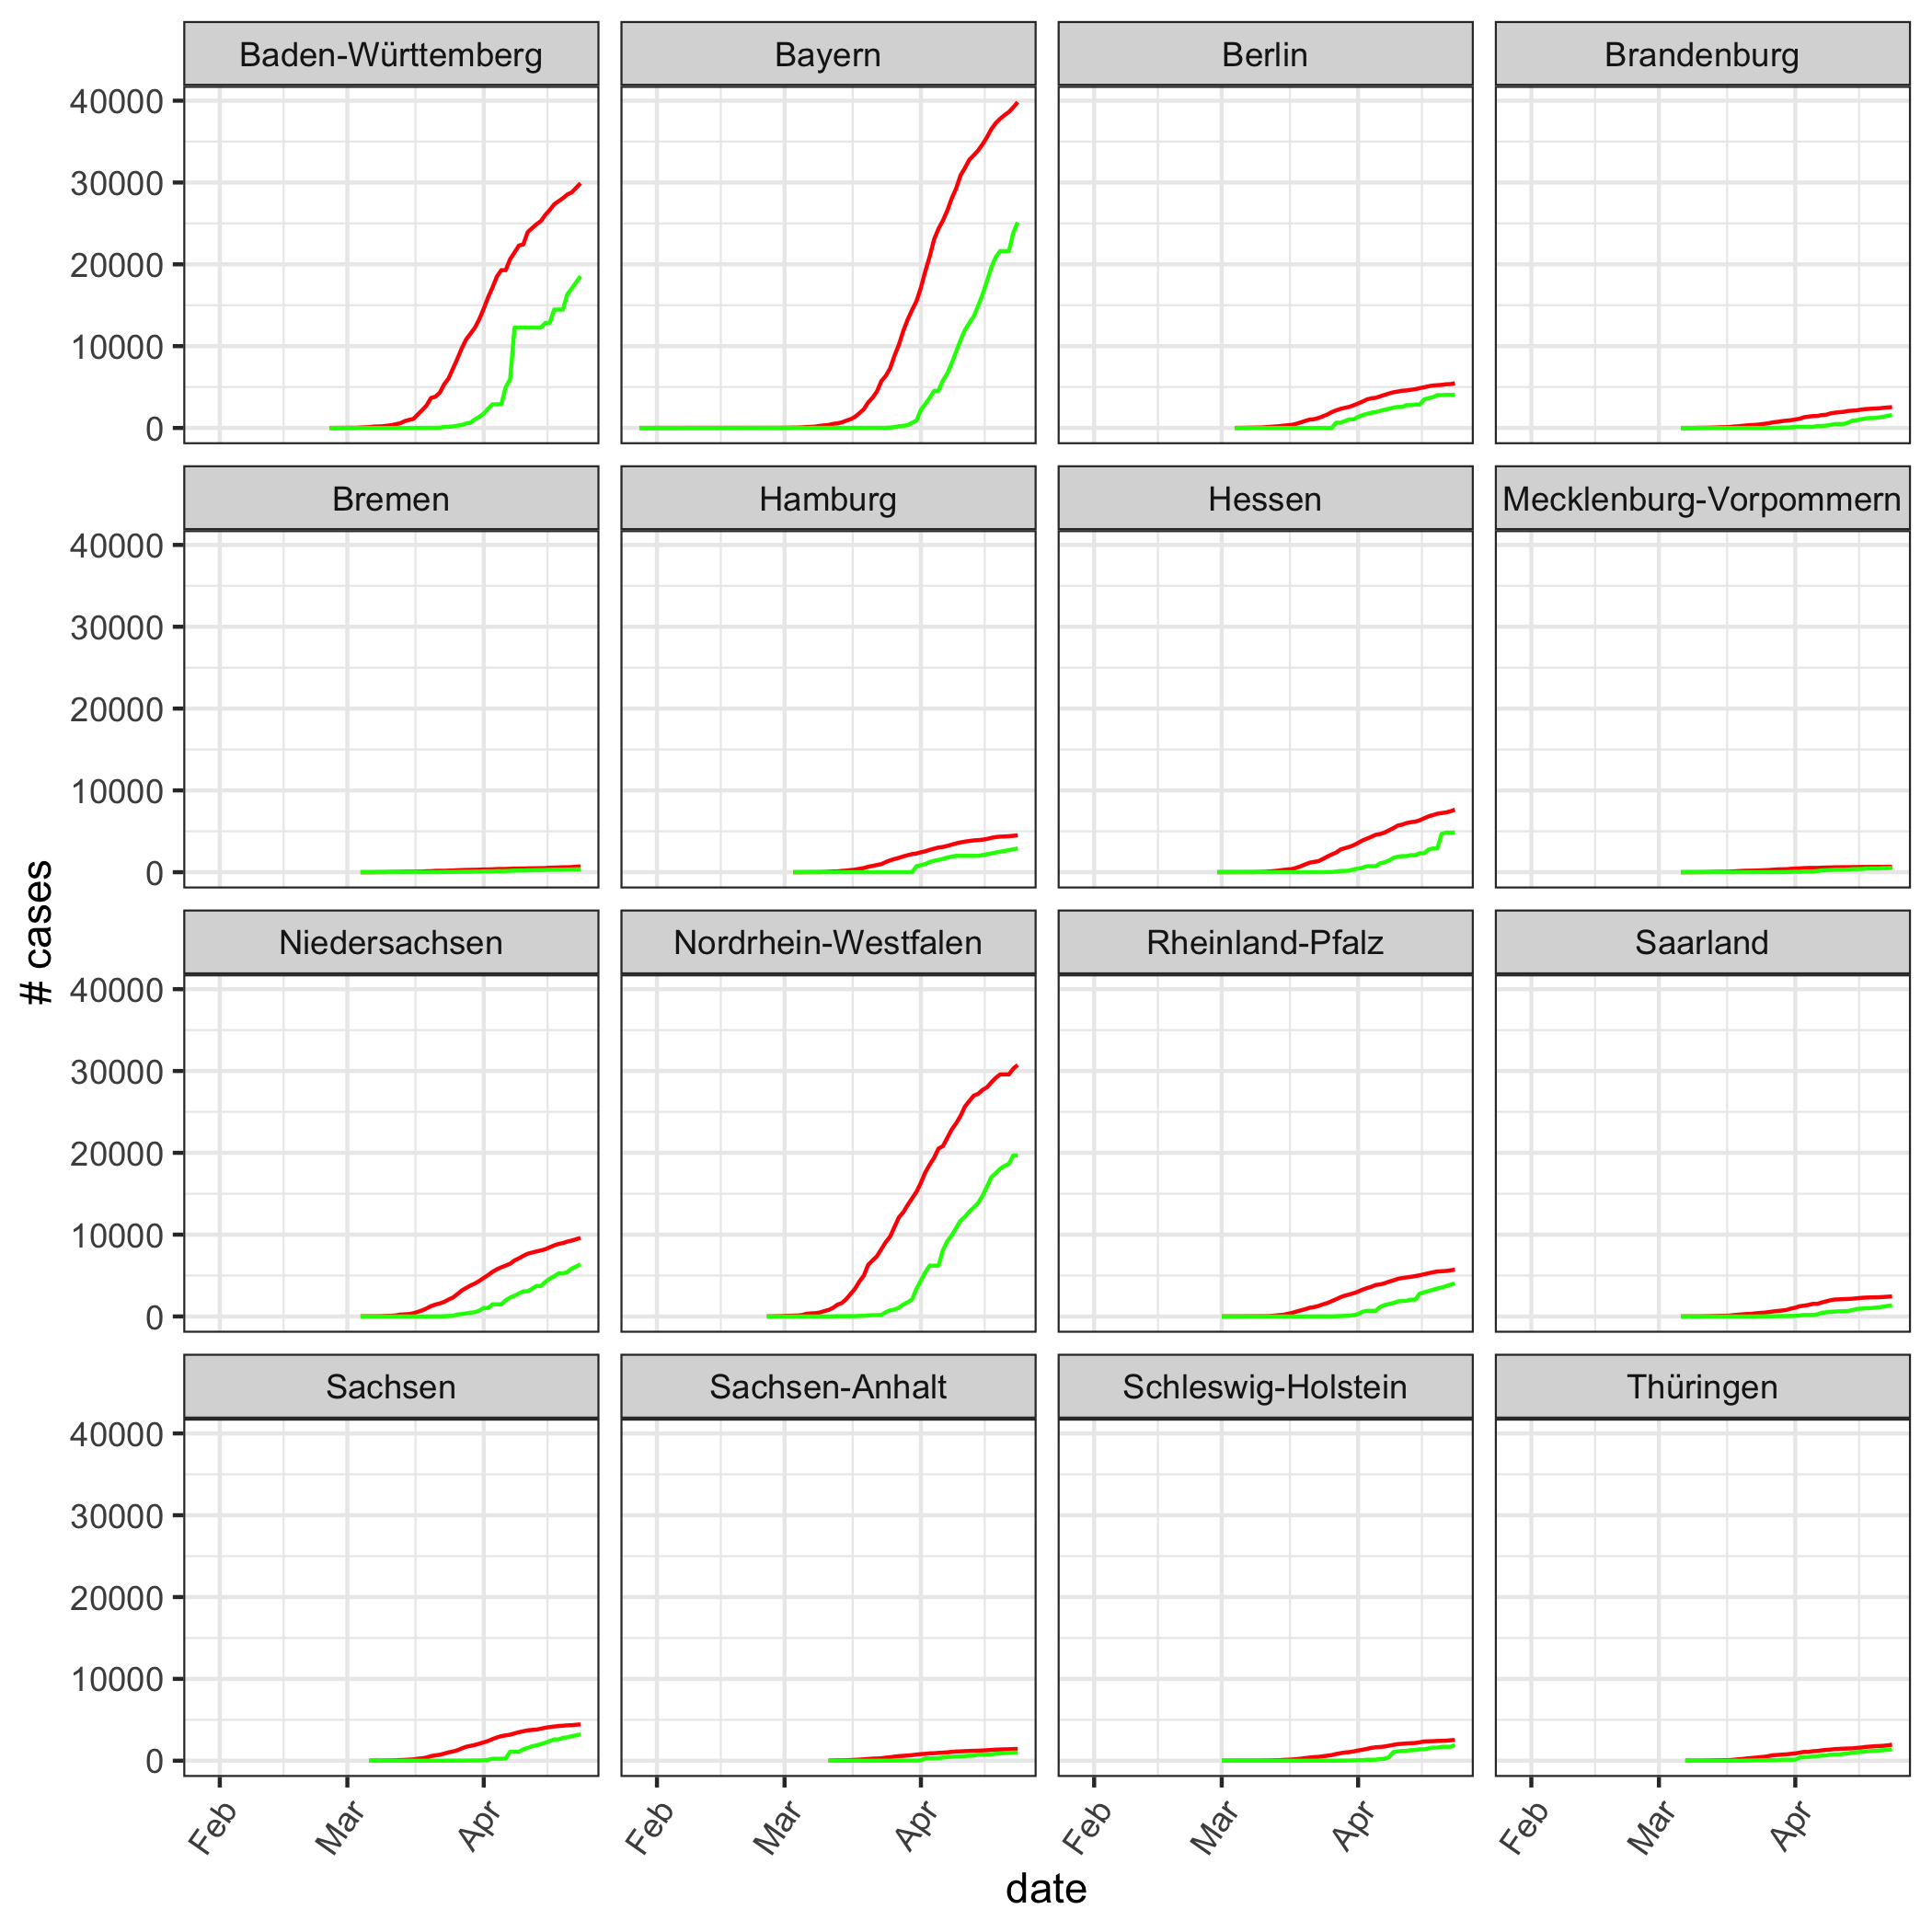 Baden-Württemberg Bayern Berlin Brandenburg
40000
30000
20000
10000
0
Bremen Hamburg Hessen Mecklenburg-Vorpommern
40000
30000
20000
10000
0
# cases
Niedersachsen Nordrhein-Westfalen Rheinland-Pfalz Saarland
40000
30000
20000
10000
0
Sachsen Sachsen-Anhalt Schleswig-Holstein Thüringen
40000
30000
20000
10000
0
Feb Mar Apr Feb Mar Apr Feb Mar Apr Feb Mar Apr
date